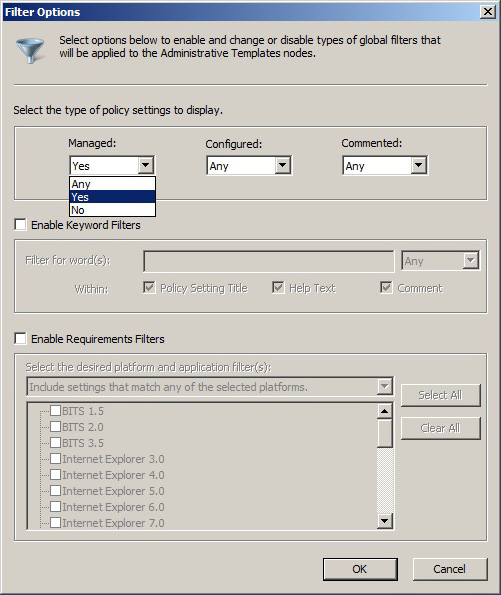 Filter Options
Select options below to enable and change or disable types of global filters that
will be applied to the Administrative Templates nodes.
Select the type of policy settings to display.
Managed: Configured: Commented:
Yes Any Any
Any
Yes
No
Enable Keyword Filters
Filter for word(s): Any
Within: Policy Setting Title Help Text Comment
Enable Requirements Filters
Select the desired platform and application filter(s):
Include settings that match any of the selected platforms. Select All
BITS 1.5
BITS 2.0 Clear All
BITS 3.5
Internet Explorer 3.0
Internet Explorer 4.0
Internet Explorer 5.0
Internet Explorer 6.0
Internet Explorer 7.0
OK Cancel